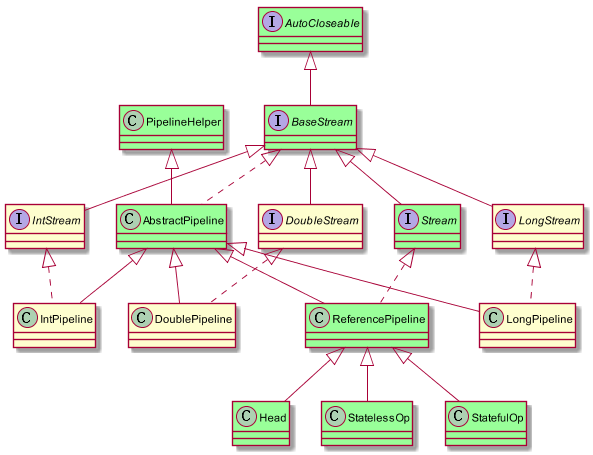 I AutoCloseable
C PipelineHelper
I BaseStream
I IntStream
C AbstractPipeline
I DoubleStream
I Stream
I LongStream
C IntPipeline
C DoublePipeline
C ReferencePipeline
C LongPipeline
C Head
C StatelessOp
C StatefulOp